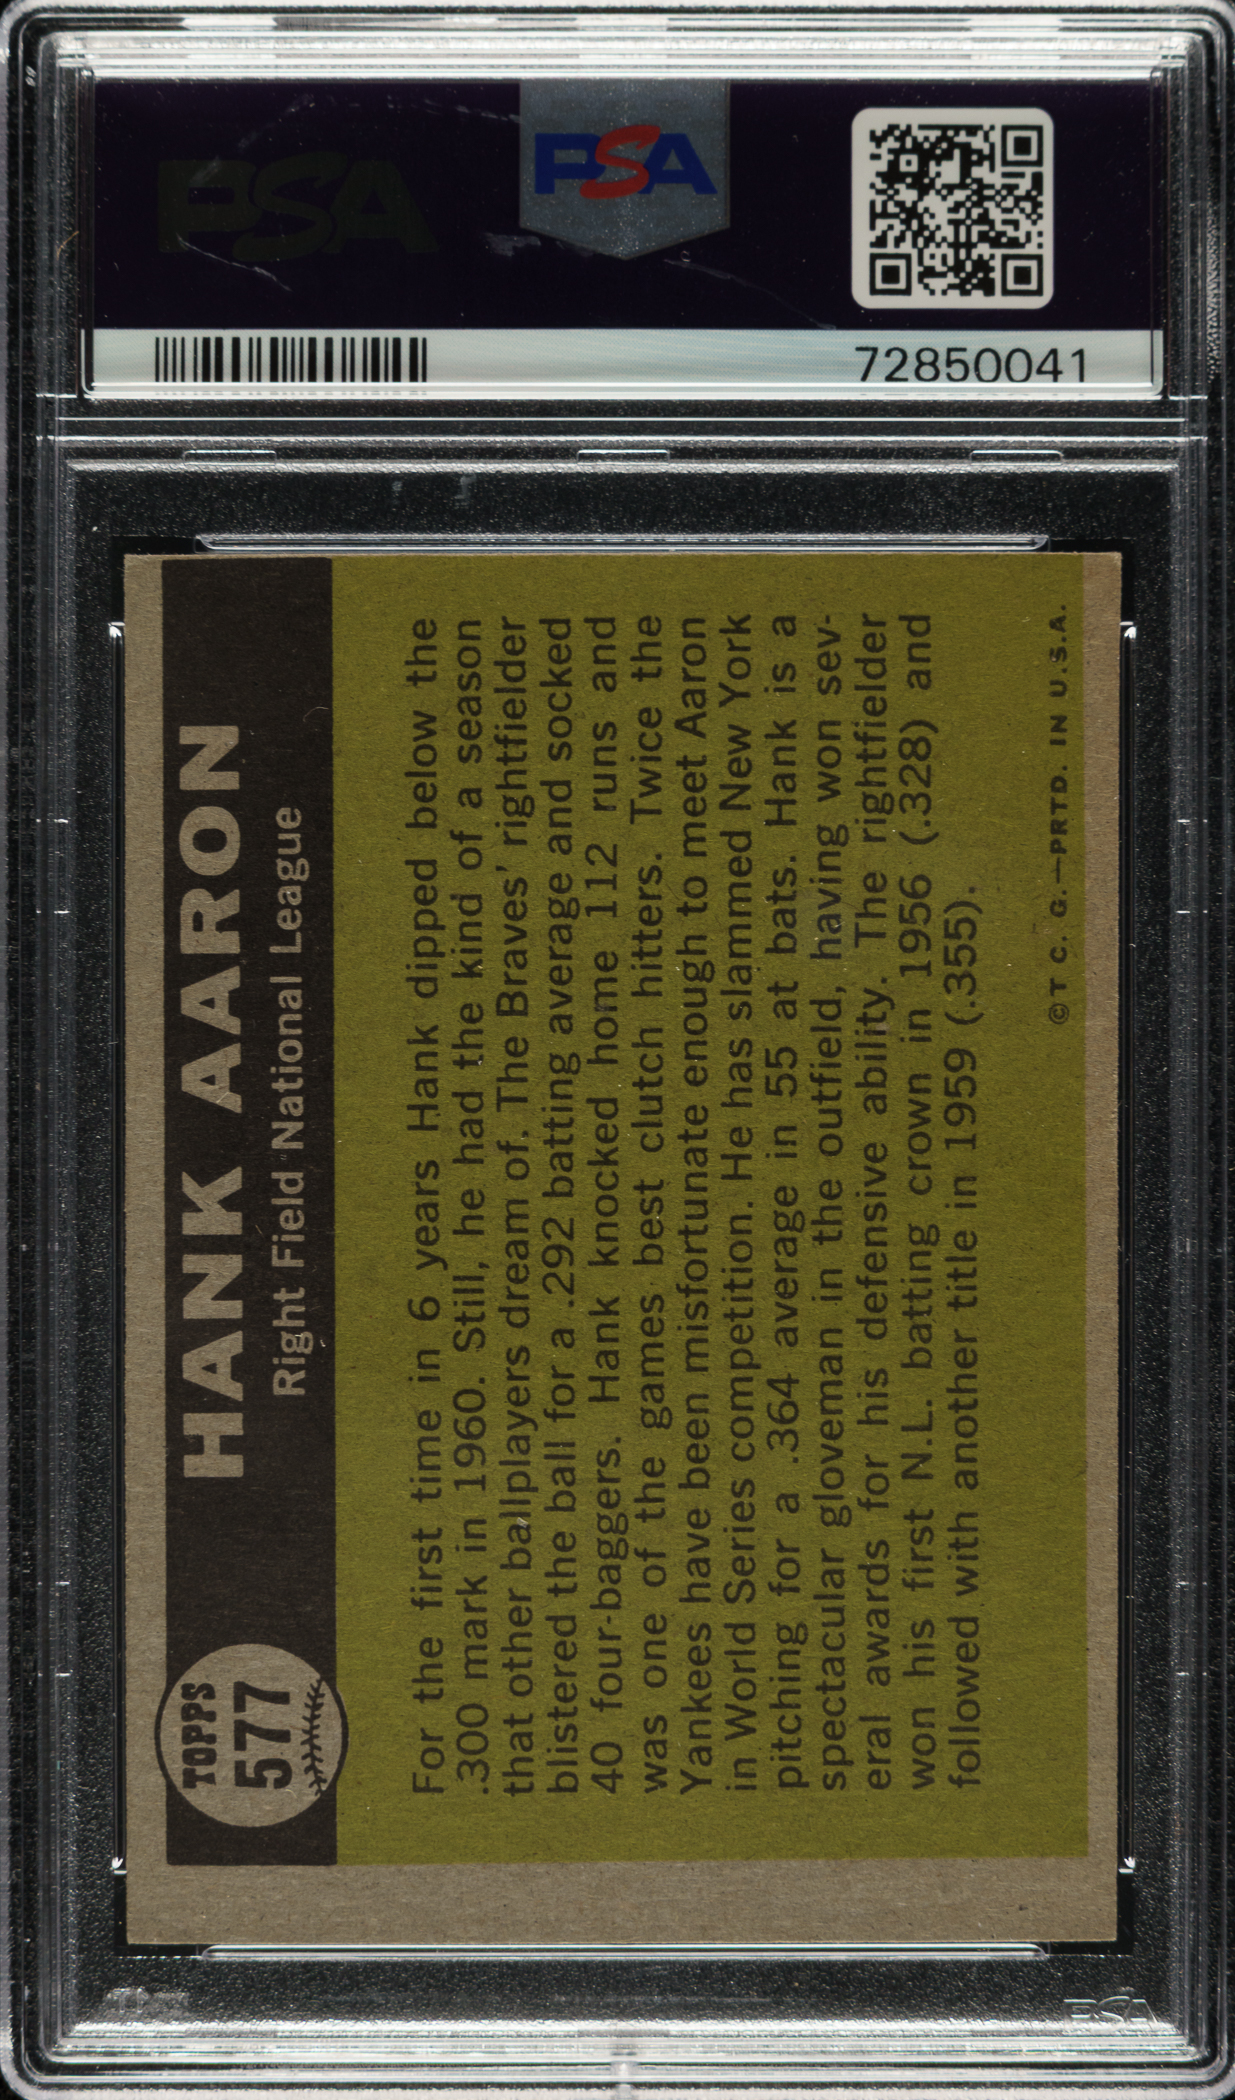 PSA
PSA
72850041
TOPPS
577
HANK AARON
Right Field National League
For the first time in 6 years Hank dipped below the
.300 mark in 1960. Still, he had the kind of a season
that other ballplayers dream of. The Braves' rightfielder
blistered the ball for a .292 batting average and socked
40 four-baggers. Hank knocked home 112 runs and
was one of the games best clutch hitters. Twice the
Yankees have been misfortunate enough to meet Aaron
in World Series competition. He has slammed New York
pitching for a .364 average in 55 at bats. Hank is a
spectacular gloveman in the outfield, having won sev-
eral awards for his defensive ability. The rightfielder
won his first N.L. batting crown in 1956 (.328) and
followed with another title in 1959 (.355).
© T C. G.—PRTD. IN U.S.A.
PSA